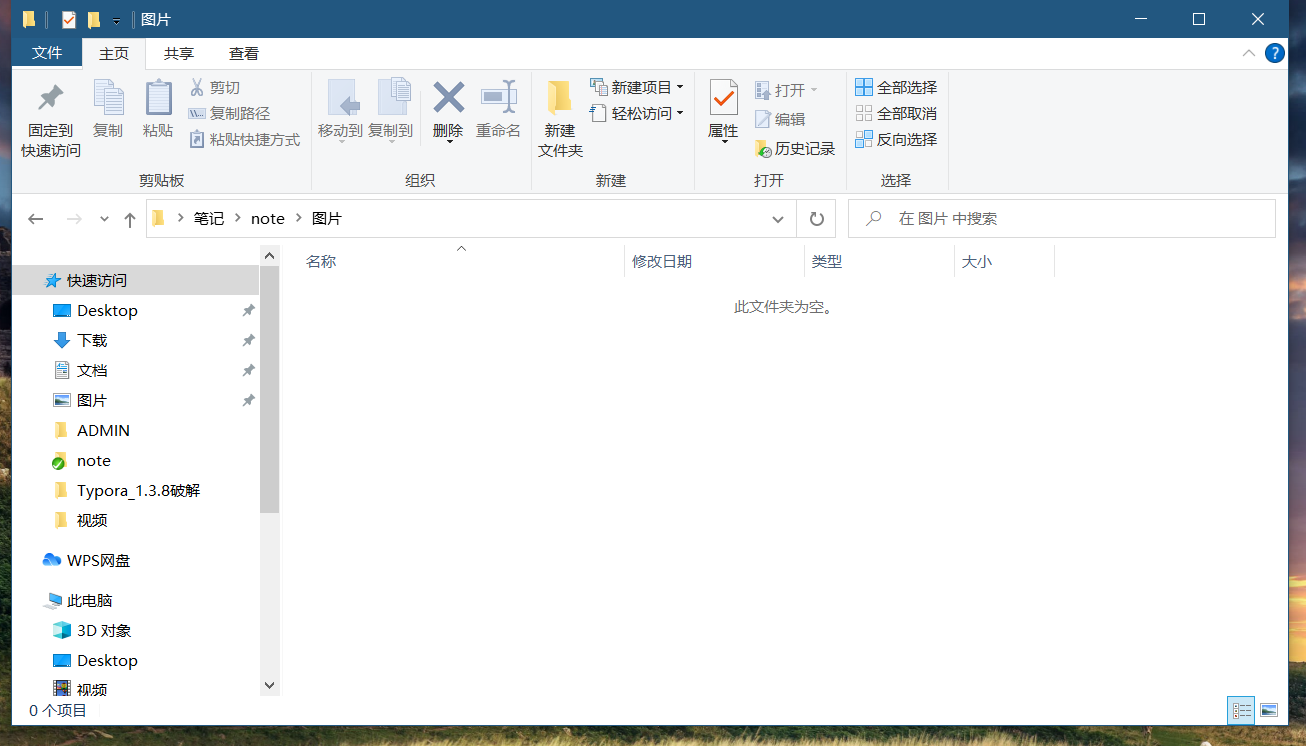 图片
文件 主页 共享 查看
?
固定到
快速访问
复制
粘贴
剪切
复制路径
粘贴快捷方式
剪贴板
移动到
复制到
删除
重命名
组织
新建
文件夹
新建项目
轻松访问
新建
属性
打开
编辑
历史记录
打开
全部选择
全部取消
反向选择
选择
笔记 note 图片
在 图片 中搜索
快速访问
Desktop
下载
文档
图片
ADMIN
note
Typora_1.3.8破解
视频
WPS网盘
此电脑
3D 对象
Desktop
视频
名称 修改日期 类型 大小
此文件夹为空。
0 个项目